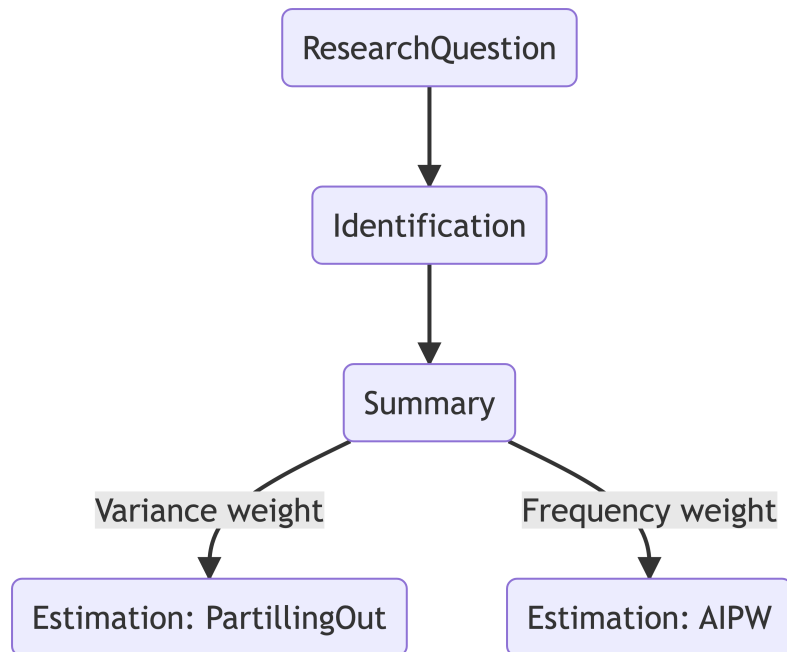 ResearchQuestion
Identification
Summary
Variance weight
Frequency weight
Estimation: PartillingOut
Estimation: AIPW